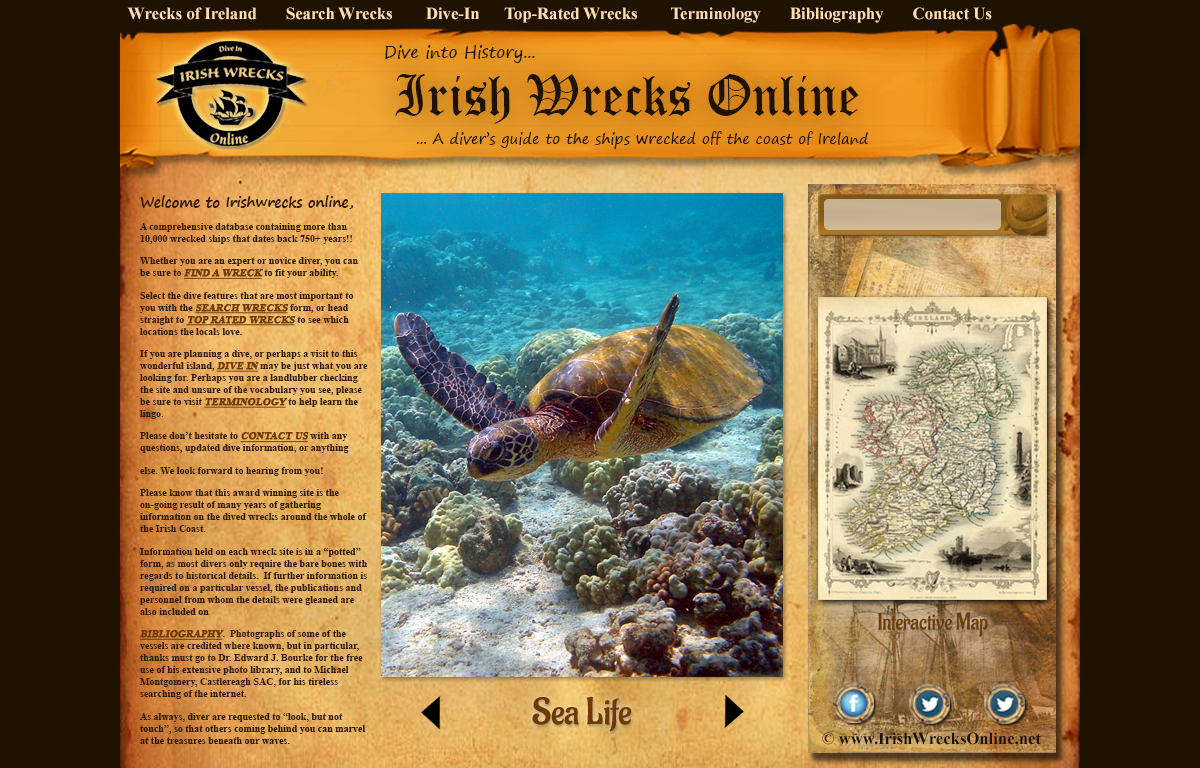 Wrecks of Ireland Search Wrecks Dive-In Top-Rated Wrecks Terminology Bibliography Contact Us
Dive In
IRISH WRECKS
Online
Dive into History...
Irish Wrecks Online
... A diver's guide to the ships wrecked off the coast of Ireland
Welcome to Irishwrecks online,
A comprehensive database containing more than
10,000 wrecked ships that dates back 750+ years!!
Whether you are an expert or novice diver, you can
be sure to FIND A WRECK to fit your ability.
Select the dive features that are most important to
you with the SEARCH WRECKS form, or head
straight to TOP RATED WRECKS to see which
locations the locals love.
If you are planning a dive, or perhaps a visit to this
wonderful island, DIVE IN may be just what you are
looking for. Perhaps you are a landlubber checking
the site and unsure of the vocabulary you see, please
be sure to visit TERMINOLOGY to help learn the
lingo.
Please don't hesitate to CONTACT US with any
questions, updated dive information, or anything
else. We look forward to hearing from you!
Please know that this award winning site is the
on-going result of many years of gathering
information on the dived wrecks around the whole of
the Irish Coast.
Information held on each wreck site is in a “potted”
form, as most divers only require the bare bones with
regards to historical details.  If further information is
required on a particular vessel, the publications and
personnel from whom the details were gleaned are
also included on
BIBLIOGRAPHY.  Photographs of some of the
vessels are credited where known, but in particular,
thanks must go to Dr. Edward J. Bourke for the free
use of his extensive photo library, and to Michael
Montgomery, Castlereagh SAC, for his tireless
searching of the internet.
As always, diver are requested to “look, but not
touch”, so that others coming behind you can marvel
at the treasures beneath our waves.
Sea Life
IRELAND
Interactive Map
f
© www.IrishWrecksOnline.net